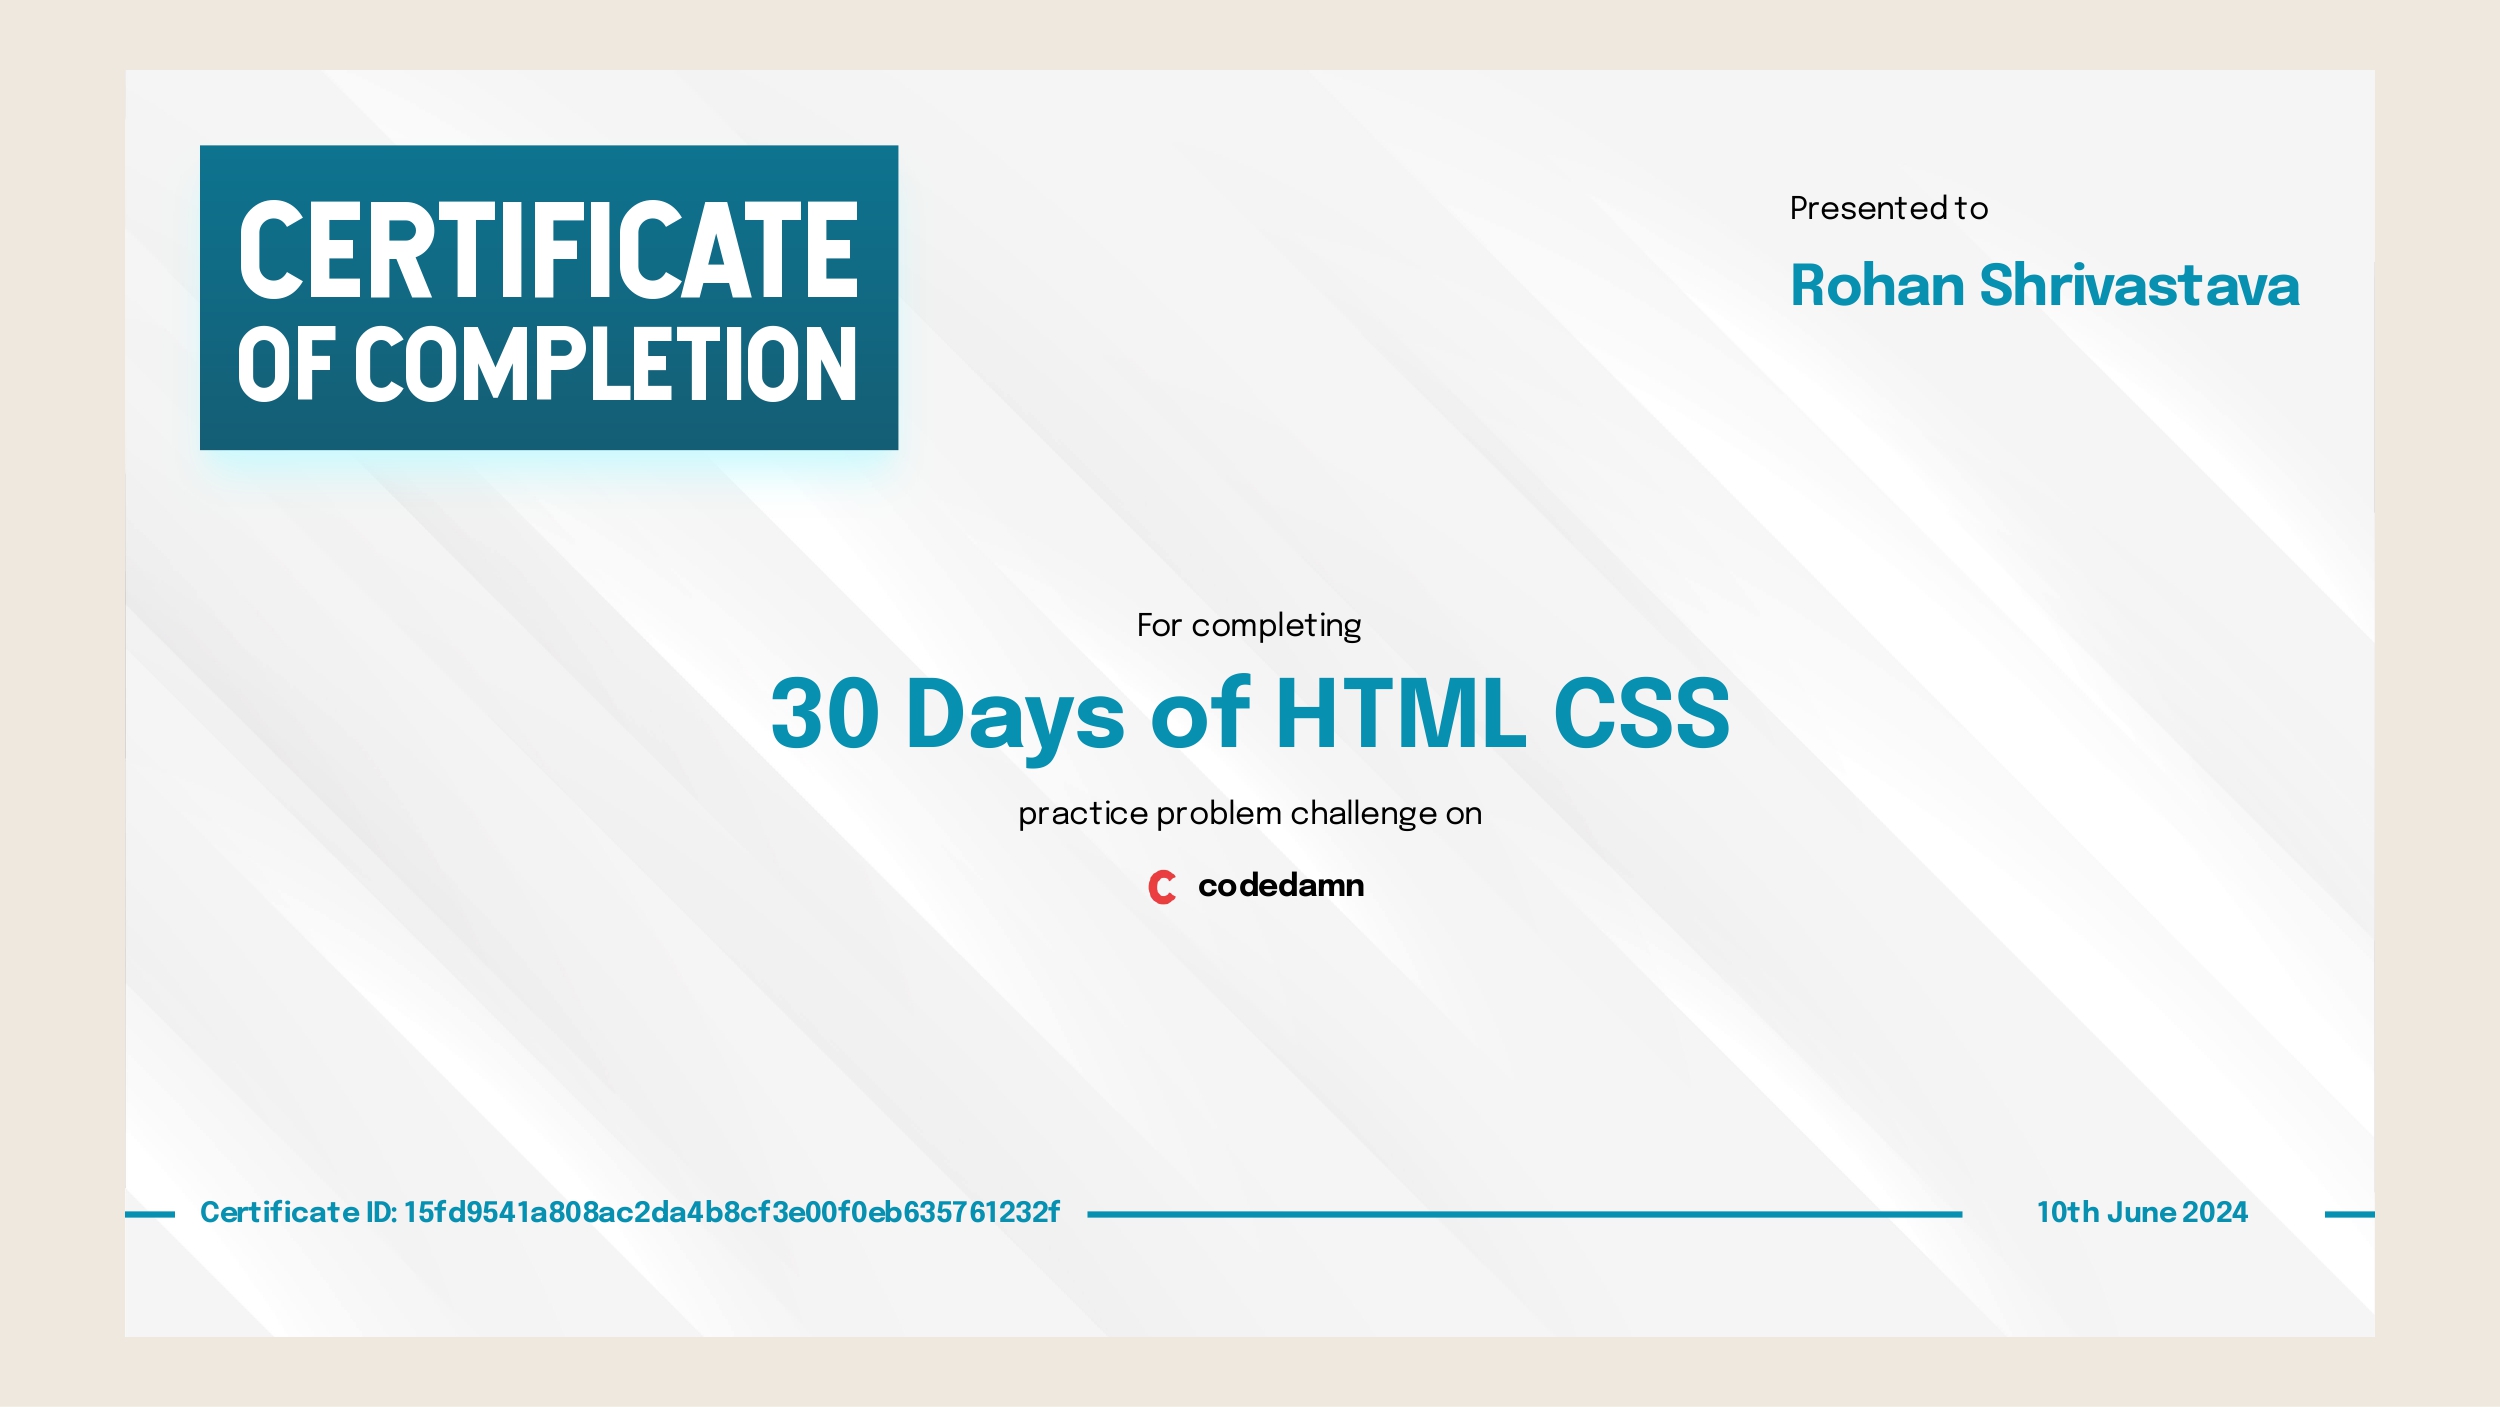 CERTIFICATE
OF COMPLETION
Presented to
Rohan Shrivastava
For completing
30 Days of HTML CSS
practice problem challenge on
codedamn
Certificate ID: 15fd9541a808ac2da4b8cf3e00f0eb635761232f
10th June 2024